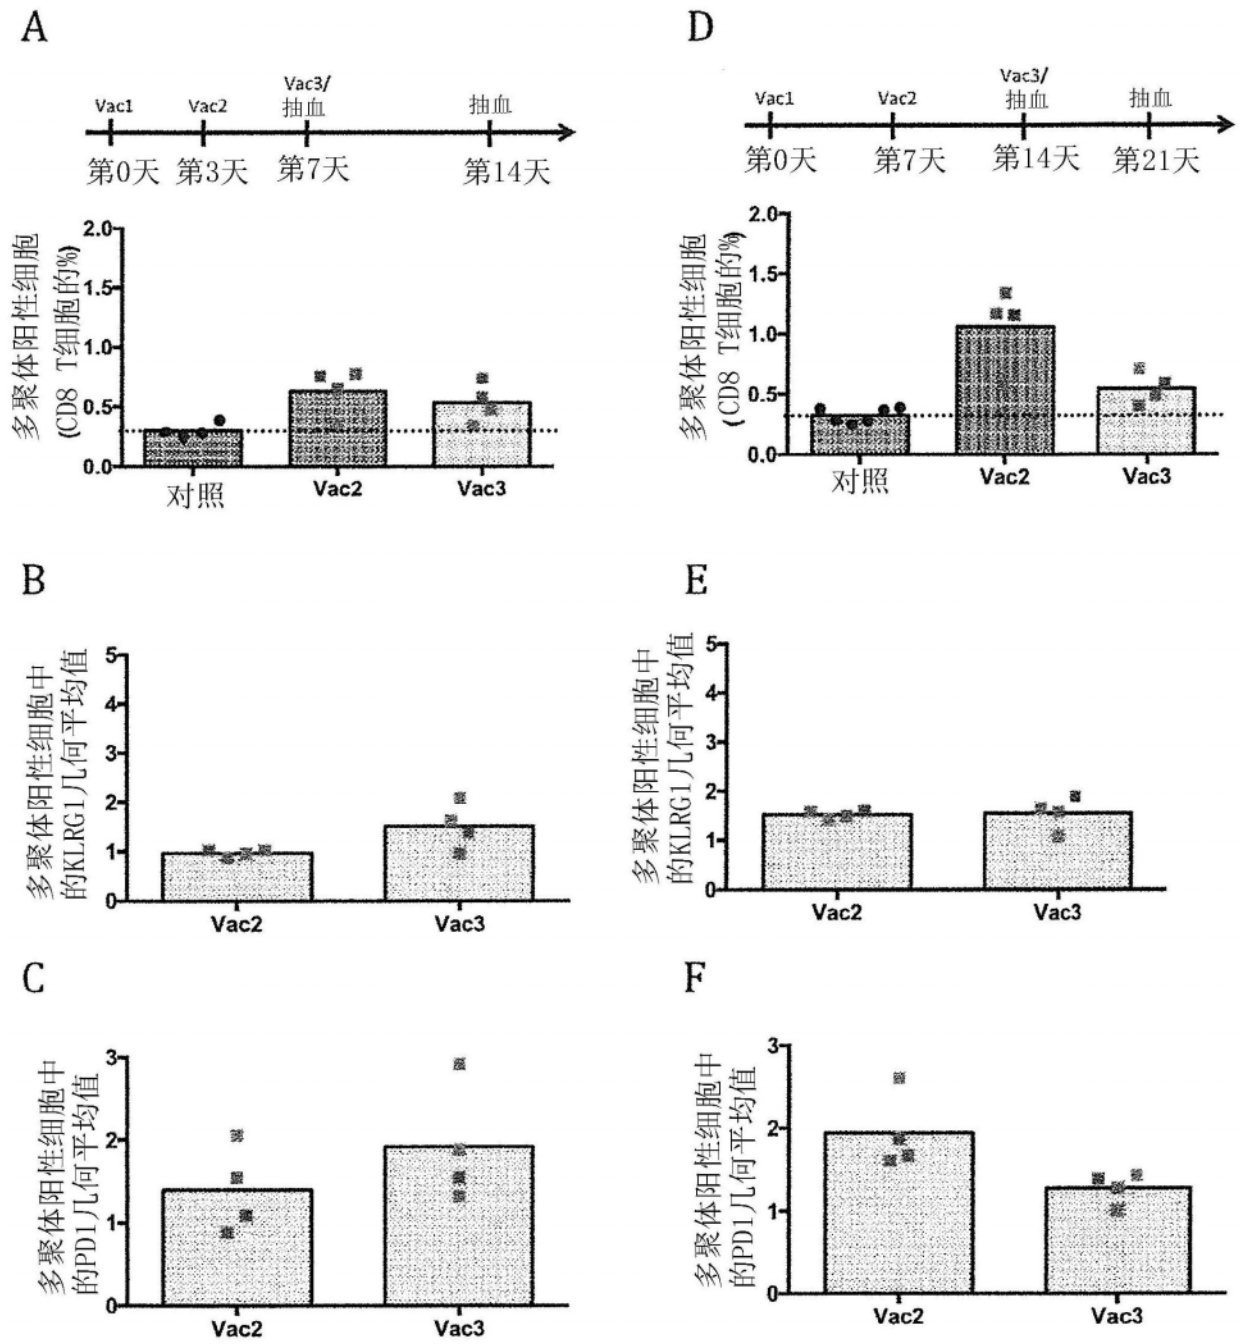 A
Vac1
Vac2
Vac3/
抽血
抽血
第0天
第3天
第7天
第14天
多聚体阳性细胞
(CD8 T细胞的%)
2.0
1.5
1.0
0.5
0.0
对照
Vac2
Vac3
D
Vac1
Vac2
Vac3/
抽血
抽血
第0天
第7天
第14天
第21天
多聚体阳性细胞
(CD8 T细胞的%)
2.0
1.5
1.0
0.5
0.0
对照
Vac2
Vac3
B
多聚体阳性细胞中
的KLRG1几何平均值
5
4
3
2
1
0
Vac2
Vac3
E
多聚体阳性细胞中
的KLRG1几何平均值
5
4
3
2
1
0
Vac2
Vac3
C
多聚体阳性细胞中
的PD1几何平均值
3
2
1
0
Vac2
Vac3
F
多聚体阳性细胞中
的PD1几何平均值
3
2
1
0
Vac2
Vac3